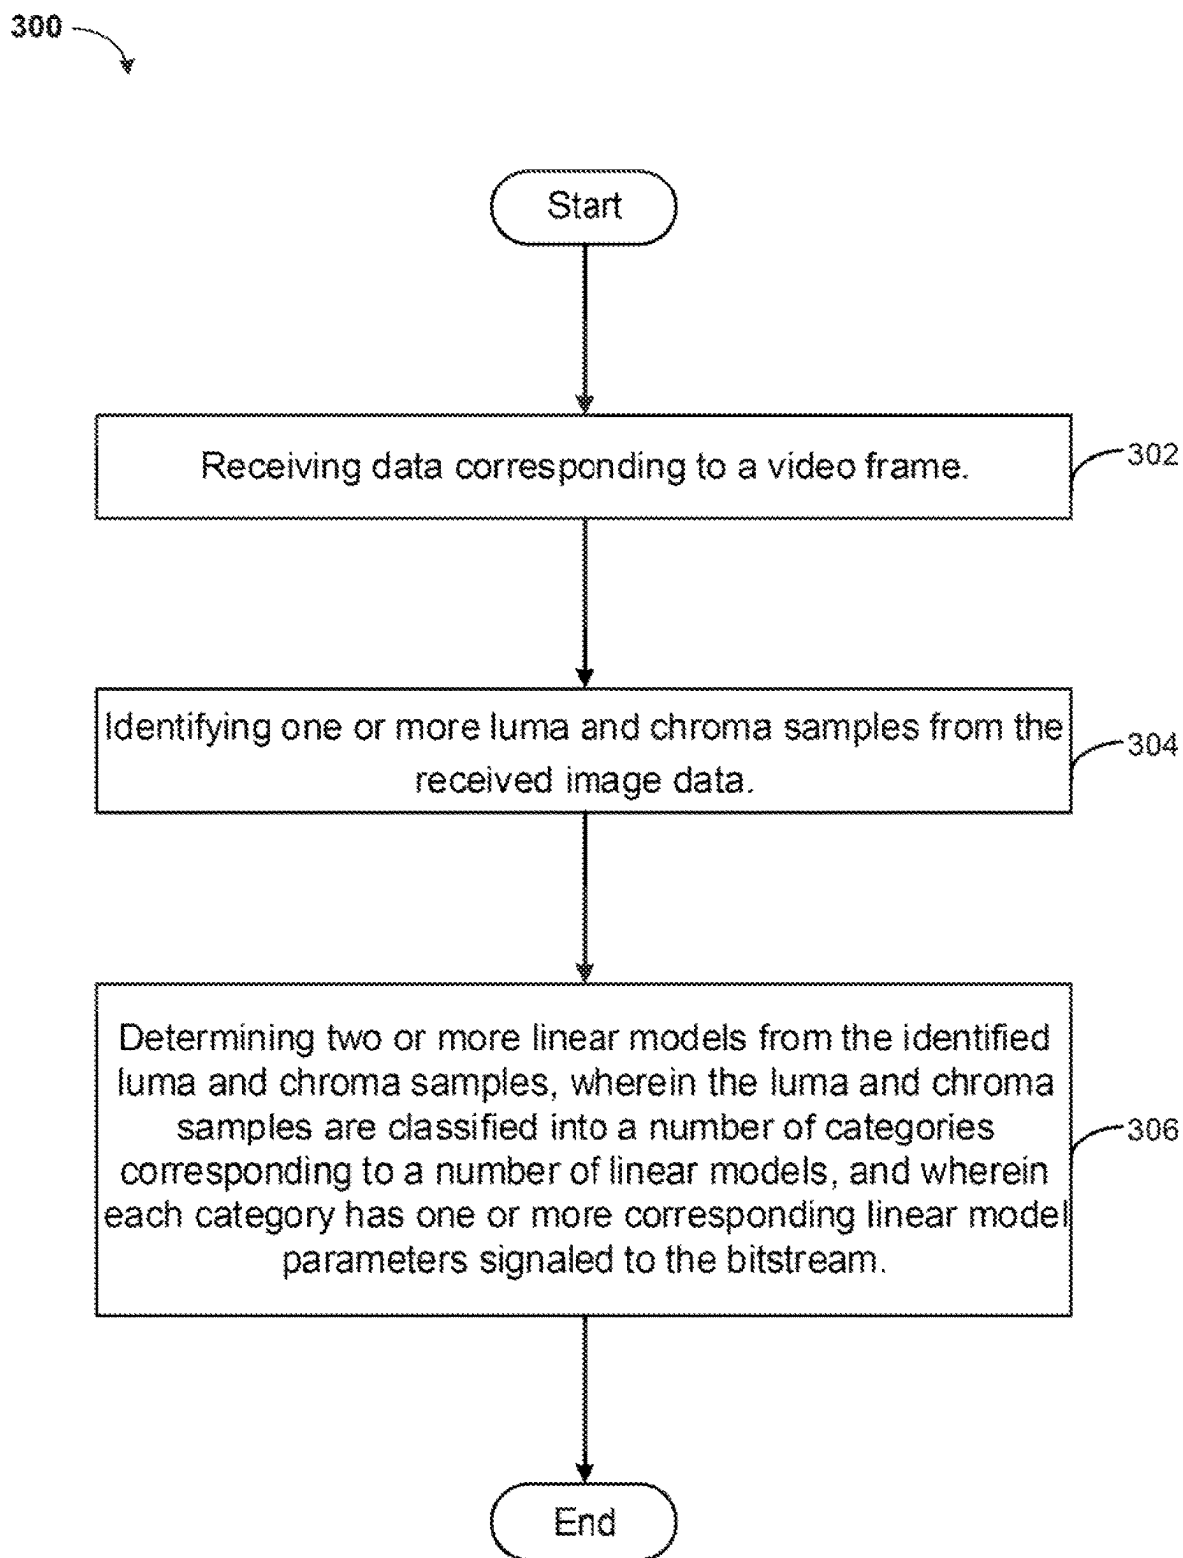 300
Start
Receiving data corresponding to a video frame.
302
Identifying one or more luma and chroma samples from the
received image data.
304
Determining two or more linear models from the identified
luma and chroma samples, wherein the luma and chroma
samples are classified into a number of categories
corresponding to a number of linear models, and wherein
each category has one or more corresponding linear model
parameters signaled to the bitstream.
306
End